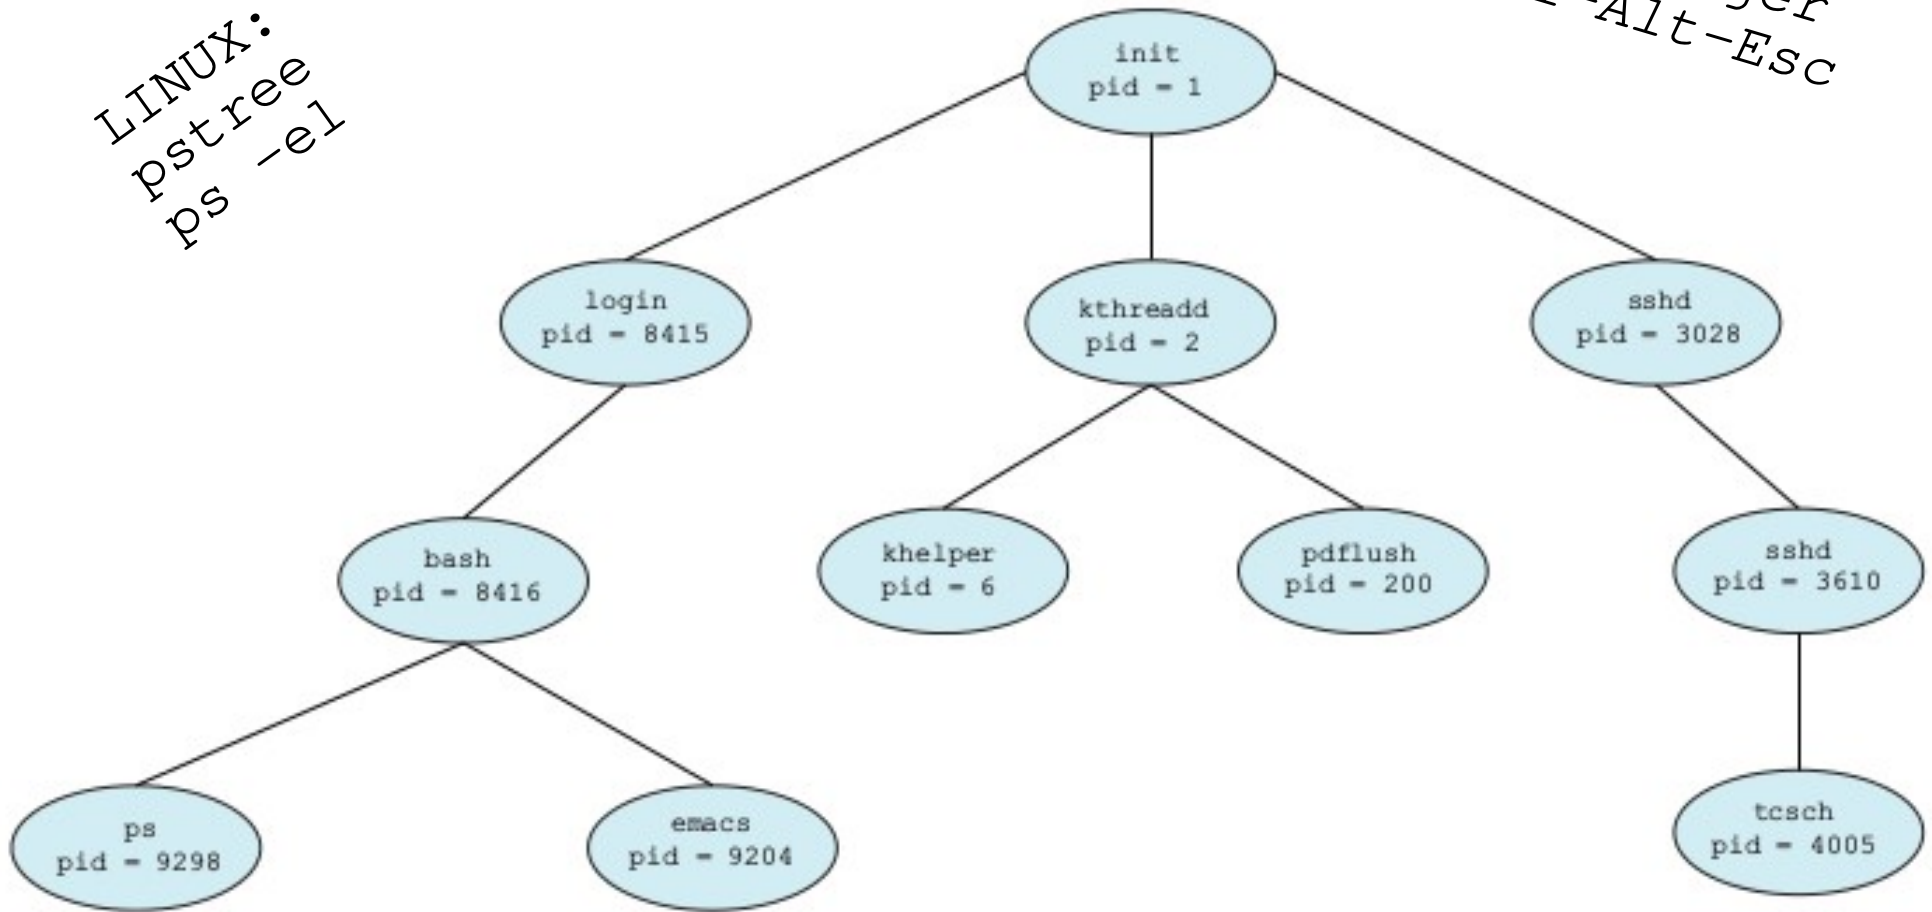 LINUX:
pstree
ps -el
-Alt-Esc
init
pid = 1
login
pid = 8415
kthreadd
pid = 2
sshd
pid = 3028
bash
pid = 8416
khelper
pid = 6
pdflush
pid = 200
sshd
pid = 3610
ps
pid = 9298
emacs
pid = 9204
tcsch
pid = 4005